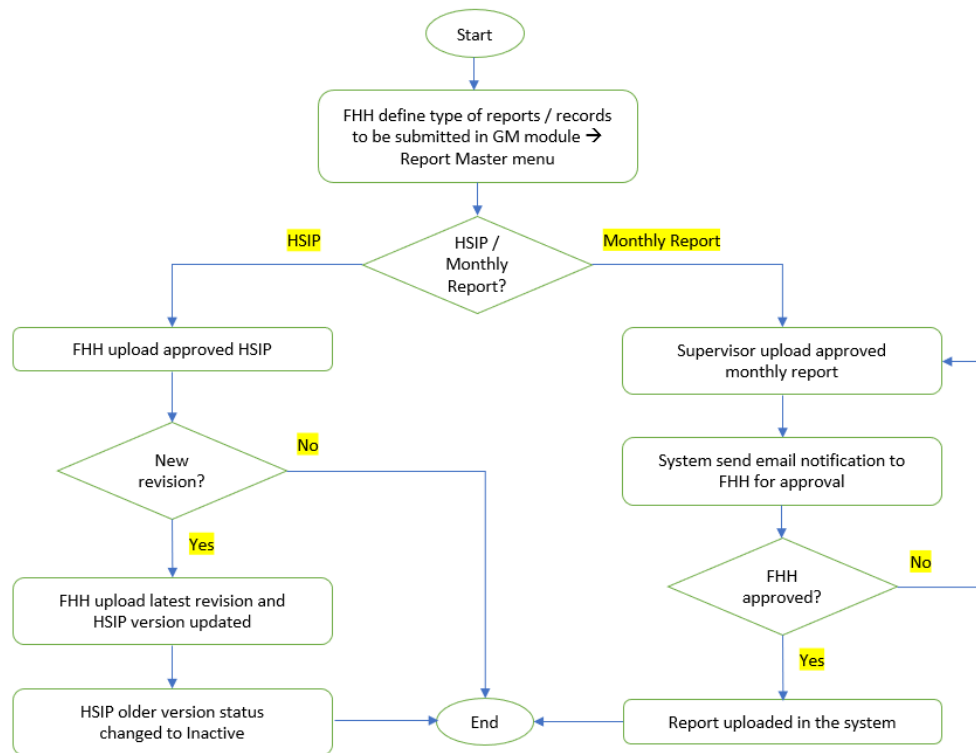 Start
FHH define type of reports / records
to be submitted in GM module →
Report Master menu
HSIP
HSIP /
Monthly
Report?
Monthly Report
FHH upload approved HSIP
Supervisor upload approved
monthly report
New
revision?
No
System send email notification to
FHH for approval
Yes
FHH
approved?
No
FHH upload latest revision and
HSIP version updated
Yes
HSIP older version status
changed to Inactive
End
Report uploaded in the system